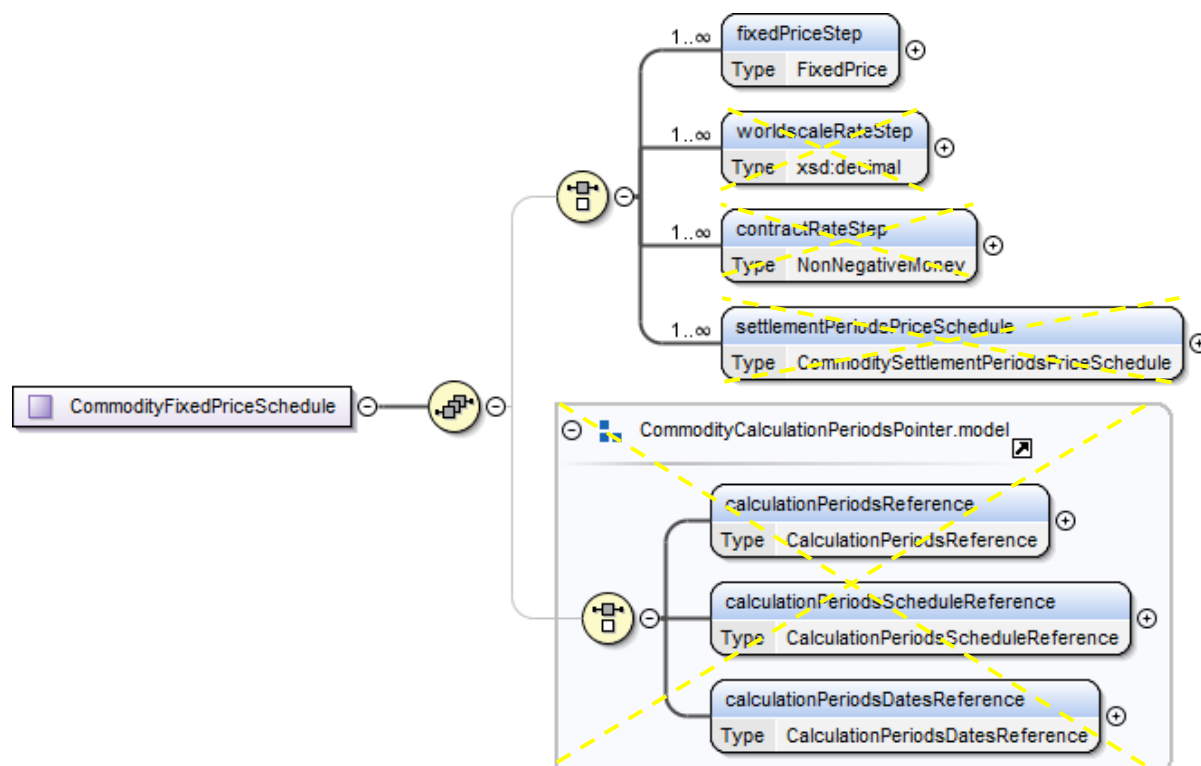 1..∞
fixedPriceStep
Type FixedPrice
1..∞
worldscaleRateStep
Type xsd:decimal
1..∞
contractRateStep
Type NonNegativeMoney
1..∞
settlementPeriodsPriceSchedule
Type CommoditySettlementPeriodsPriceSchedule
CommodityFixedPriceSchedule
CommodityCalculationPeriodsPointer.model
calculationPeriodsReference
Type CalculationPeriodsReference
calculationPeriodsScheduleReference
Type CalculationPeriodsScheduleReference
calculationPeriodsDatesReference
Type CalculationPeriodsDatesReference